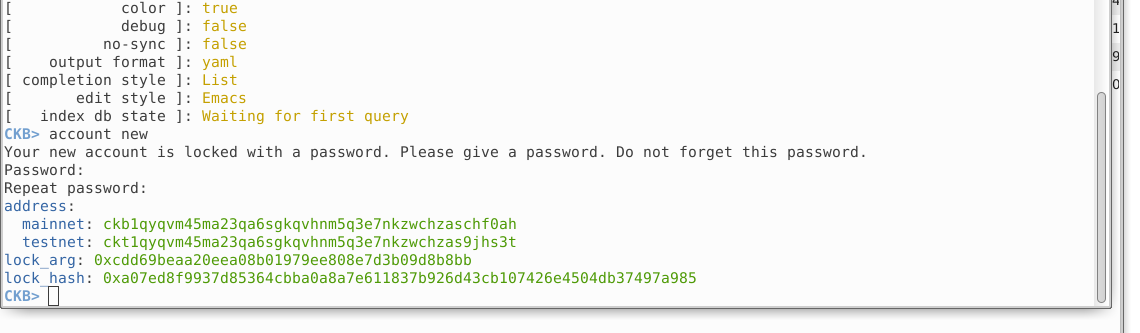 [            color ]: true
[            debug ]: false
[          no-sync ]: false
[    output format ]: yaml
[ completion style ]: List
[       edit style ]: Emacs
[   index db state ]: Waiting for first query
CKB> account new
Your new account is locked with a password. Please give a password. Do not forget this password.
Password:
Repeat password:
address:
  mainnet: ckb1qyqvm45ma23qa6sgkqvhnm5q3e7nkzwchzaschf0ah
  testnet: ckt1qyqvm45ma23qa6sgkqvhnm5q3e7nkzwchzas9jhs3t
lock_arg: 0xcdd69beaa20eea08b01979ee808e7d3b09d8b8bb
lock_hash: 0xa07ed8f9937d85364cbba0a8a7e611837b926d43cb107426e4504db37497a985
CKB>
1
9
0